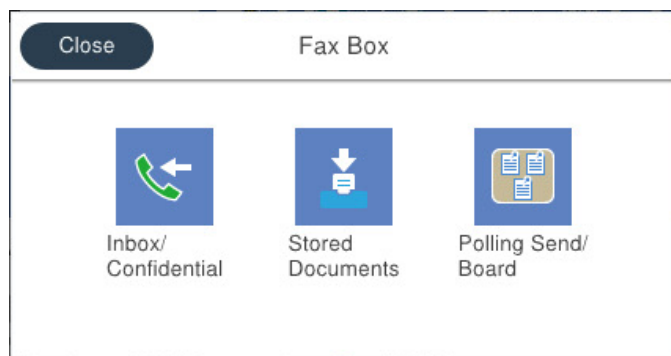 Close
Fax Box
Inbox/
Confidential
Stored
Documents
Polling Send/
Board